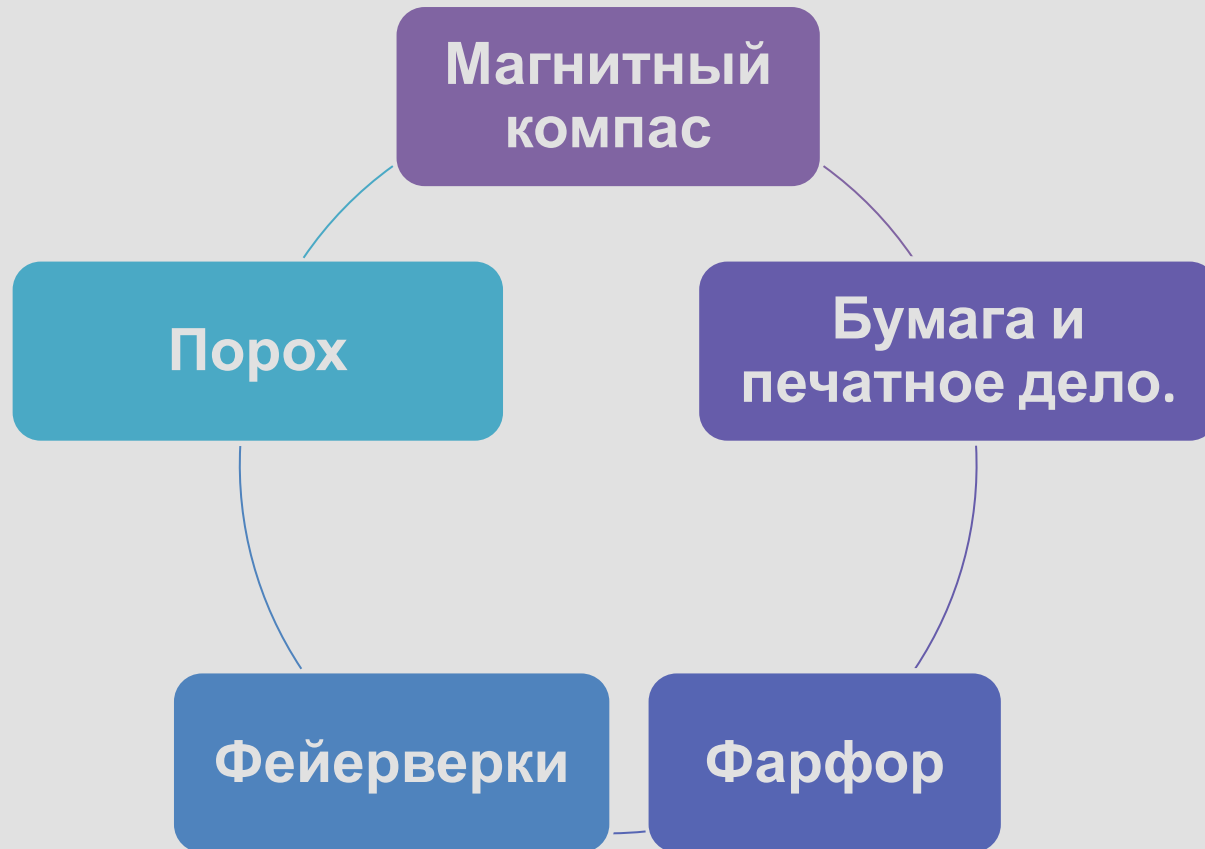 Магнитный
компас
Порох
Бумага и
печатное дело.
Фейерверки
Фарфор